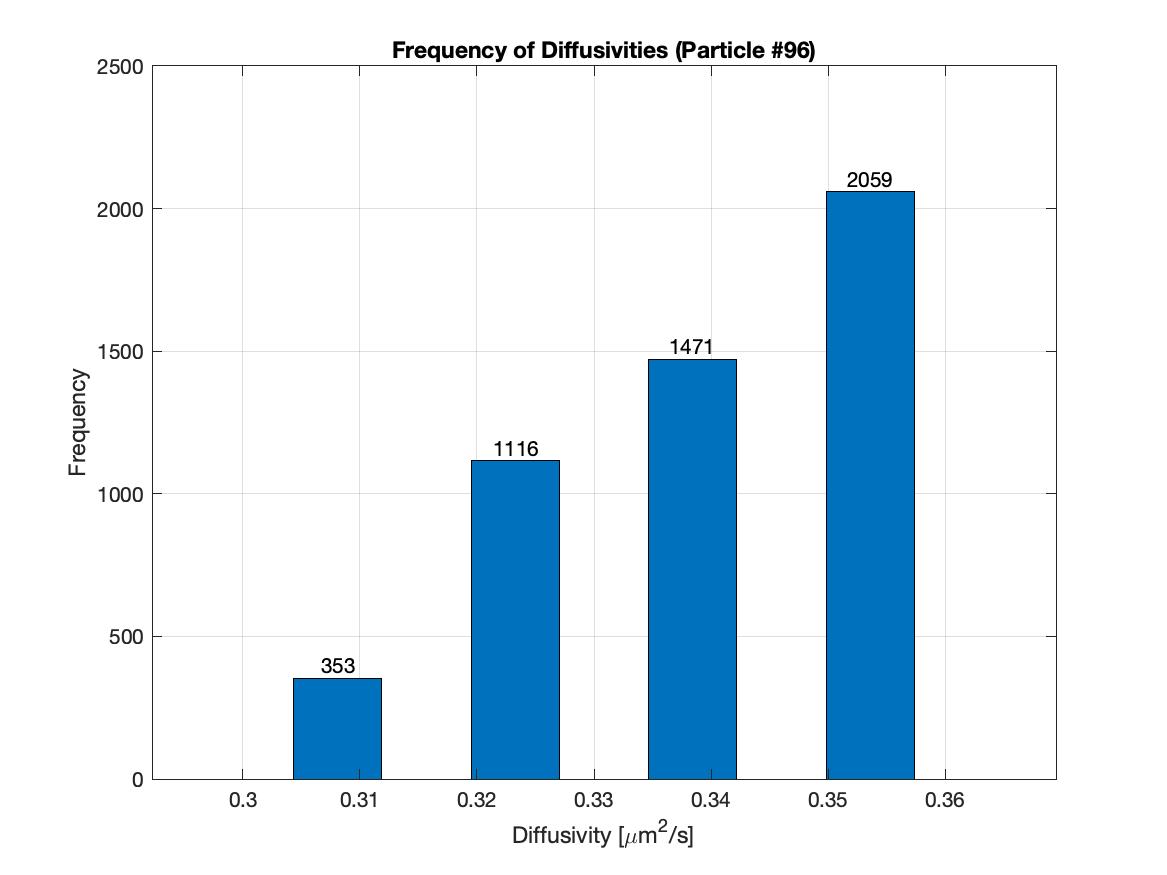 Frequency of Diffusivities (Particle #96)
2500
2000
1500
1000
500
0
Frequency
353
1116
1471
2059
0.3 0.31 0.32 0.33 0.34 0.35 0.36
Diffusivity [μm²/s]